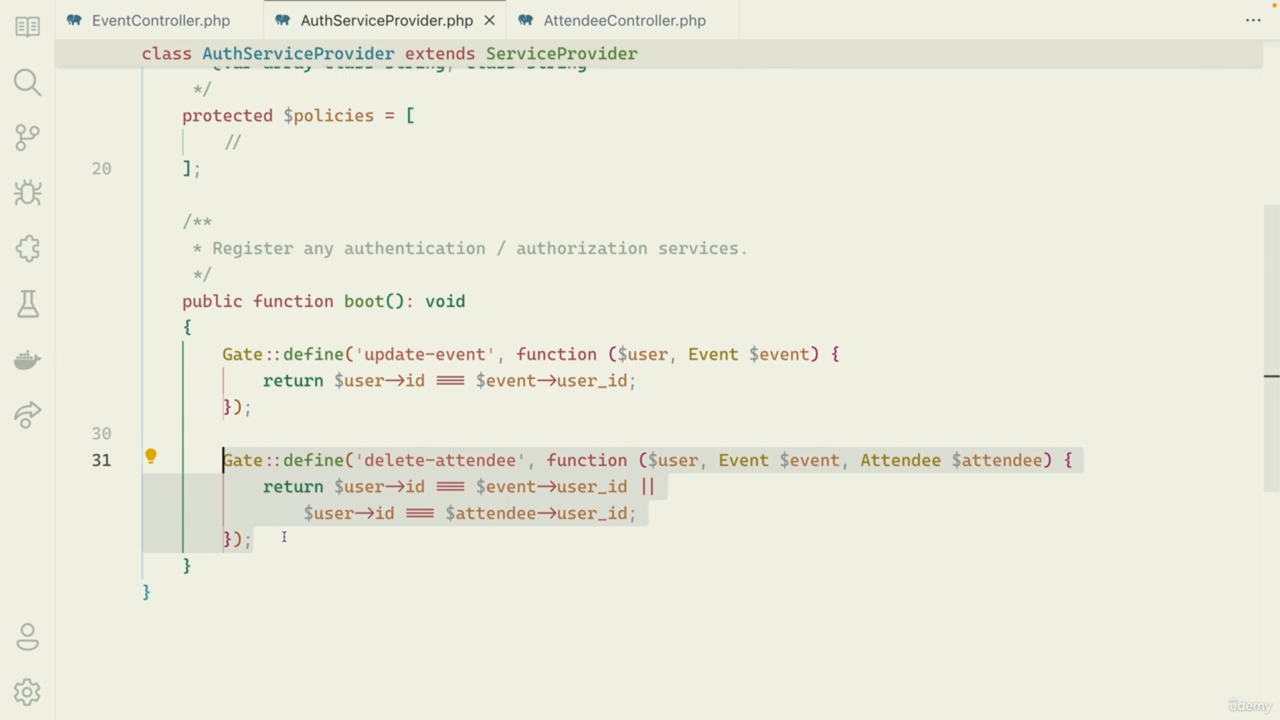 EventController.php
AuthServiceProvider.php
AttendeeController.php
class AuthServiceProvider extends ServiceProvider
*/
protected $policies = [
//
20
];
/**
* Register any authentication / authorization services.
*/
public function boot(): void
{
Gate::define('update-event', function ($user, Event $event) {
return $user->id === $event->user_id;
});
30
31
Gate::define('delete-attendee', function ($user, Event $event, Attendee $attendee) {
return $user->id === $event->user_id ||
$user->id === $attendee->user_id;
});
}
}
ûdemy